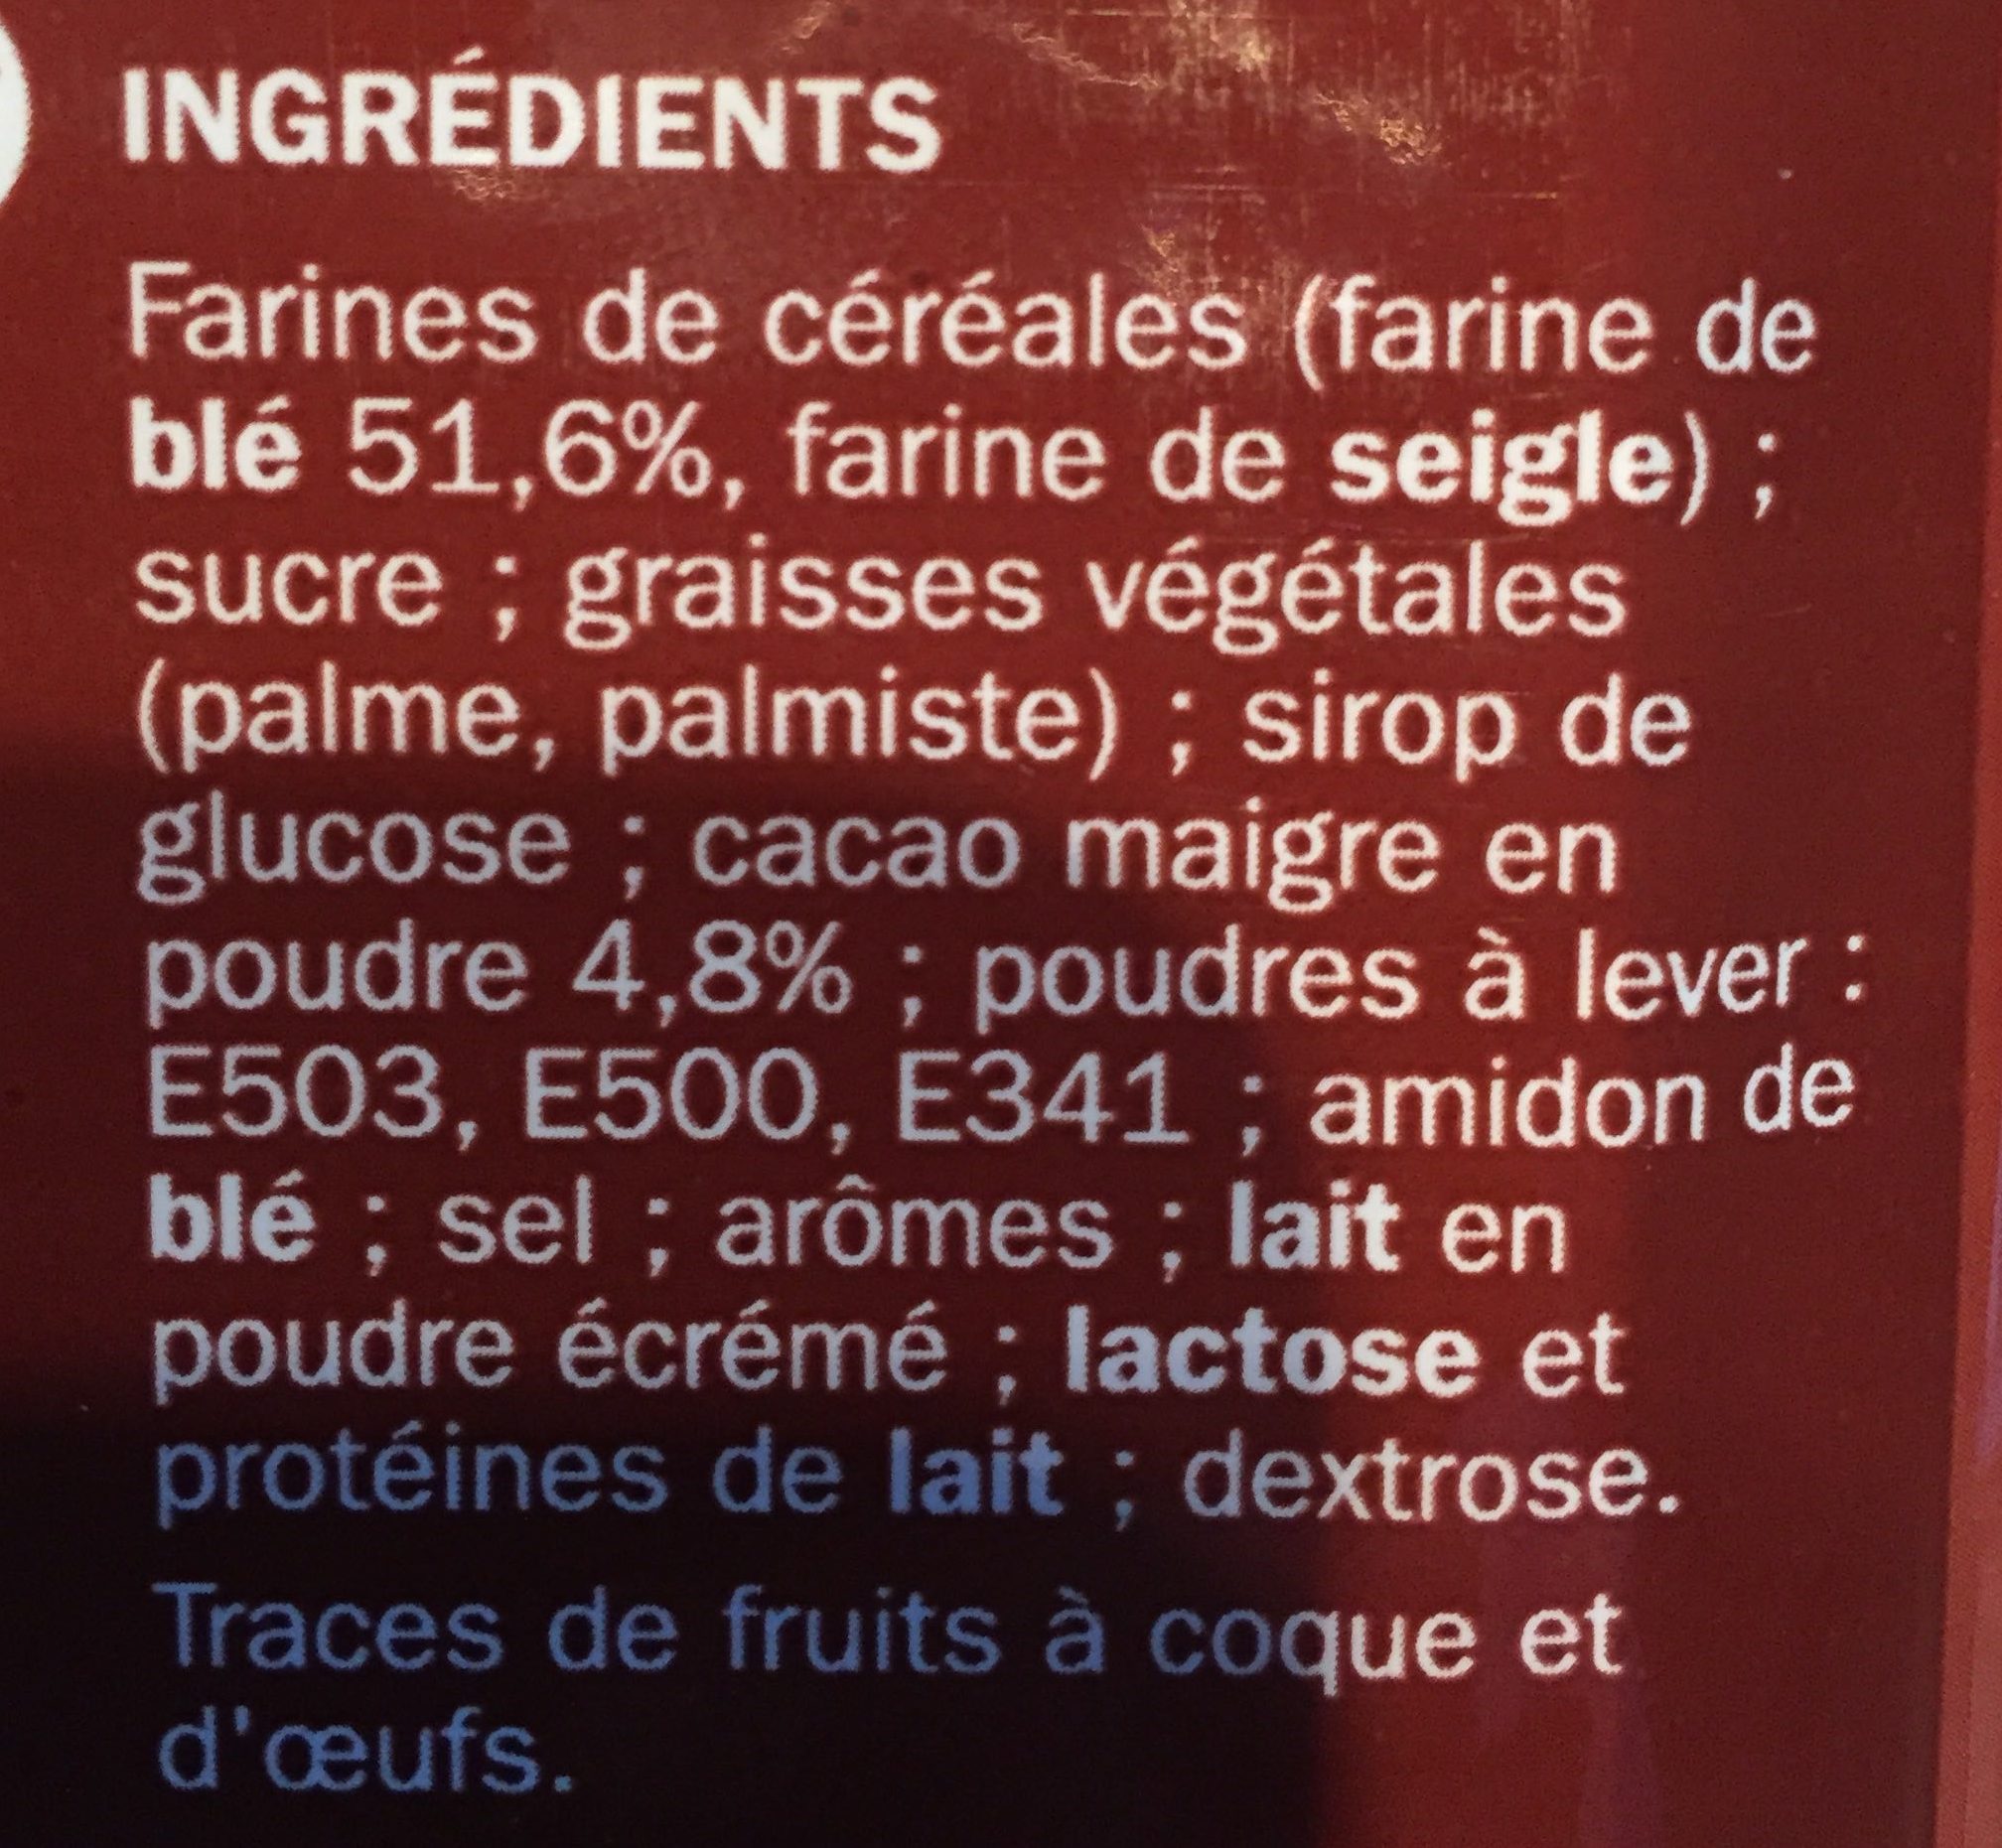 INGRÉDIENTS
Farines de céréales (farine de
blé 51,6%, farine de seigle) ;
sucre ; graisses végétales
(palme, palmiste) ; sirop de
glucose ; cacao maigre en
poudre 4,8% ; poudres à lever :
E503, E500, E341 ; amidon de
blé ; sel ; arômes ; lait en
poudre écrémé ; lactose et
protéines de lait ; dextrose.
Traces de fruits à coque et
d'œufs.